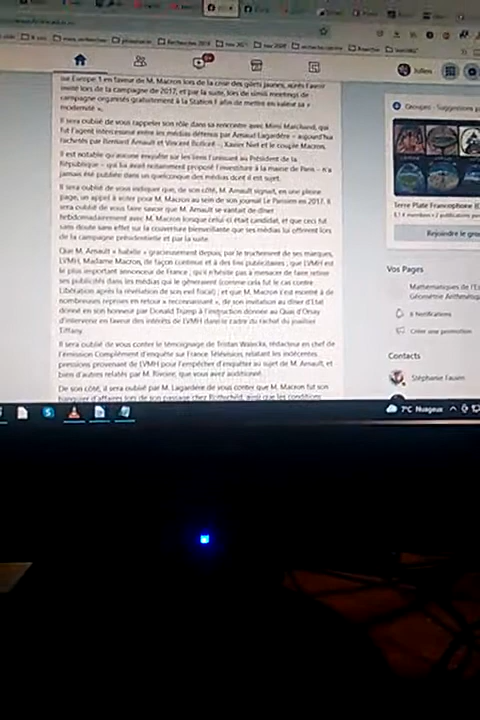 sur Europe 1 en faveur de M. Macron lors de la crise des gilets jaunes, après l'avoir
invité lors de la campagne de 2017, et par la suite, lors de
campagne organisés gratuitement à la Station F afin de mettre en valeur sa «
modernité ».
Il sera oublié de vous rappeler son rôle dans sa rencontre avec Mimi Marchand, qui
fut l'agent intercesseur entre les médias détenus par Arnaud Lagardère – aujourd'hui
rachetés par Bernard Arnault et Vincent Bolloré -, Xavier Niel et le couple Macron.
Il est notable qu'aucune enquête sur les liens l'unissant au Président de la
République – qui lui avait notamment proposé l'investiture à la mairie de Paris – n'a
jamais été publiée dans un quelconque des médias dont il est sujet.
Il sera oublié de vous indiquer que, de son côté, M. Arnault signait, en une pleine
page, un appel à voter pour M. Macron au sein de son journal Le Parisien en 2017. Il
sera oublié de vous faire savoir que M. Arnault se vantait de dîner
hebdomadairement avec M. Macron lorsque celui-ci était candidat, et que ceci fut
sans doute sans effet sur la couverture bienveillante que ses médias lui offrirent lors
de la campagne présidentielle et par la suite.
Que M. Arnault « habille » gracieusement depuis, par le truchement de ses marques,
LVMH, Madame Macron, de façon continue et à des fins publicitaires ; que LVMH est
le plus important annonceur de France ; qu'il n'hésite pas à menacer de faire retirer
ses publicités dans les médias qui le gêneraient (comme cela fut le cas contre
Libération après la révélation de son exil fiscal) ; et que M. Macron l'est escrimé à de
nombreuses reprises en retour « reconnaissant », de son invitation au dîner d'Etat
donné en son honneur par Donald Trump à l'instruction donnée au Quai d'Orsay
d'intervenir en faveur des intérêts de LVMH dans le cadre du rachat du joaillier
Tiffany.
Il sera oublié de vous conter le témoignage de Tristan Waleckx, rédacteur en chef de
l'émission Complément d'enquête sur France Télévisions, relatant les indécentes
pressions provenant de LVMH pour l'empêcher d'enquêter au sujet de M. Arnault, et
bien d'autres relatés par M. Rivoire, que vous avez auditionné.
De son côté, il sera oublié par M. Lagardère de vous conter que M. Macron fut son
banquier d'affaires lors de son passage chez Rothschild, ainsi que les conditions
Julien
Groupes - Suggestions
Terre Plate Francophone
Rejoindre le gro
Vos Pages
Mathématiques de l'E
Géométrie Arithmétiq
8 Notifications
Créer une promotion
Contacts
Stéphanie Fauvin
7°C Nuageux